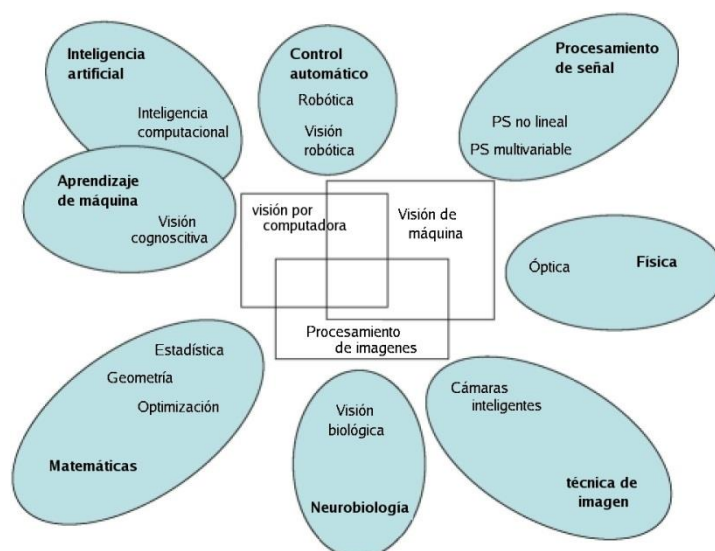 Inteligencia
artificial
Inteligencia
computacional
Control
automático
Robótica
Visión
robótica
Procesamiento
de señal
PS no lineal
PS multivariable
Aprendizaje
de máquina
Visión
cognoscitiva
visión por
computadora
Visión de
máquina
Procesamiento
de imagenes
Óptica
Física
Estadística
Geometría
Optimización
Matemáticas
Visión
biológica
Neurobiología
Cámaras
inteligentes
técnica de
imagen